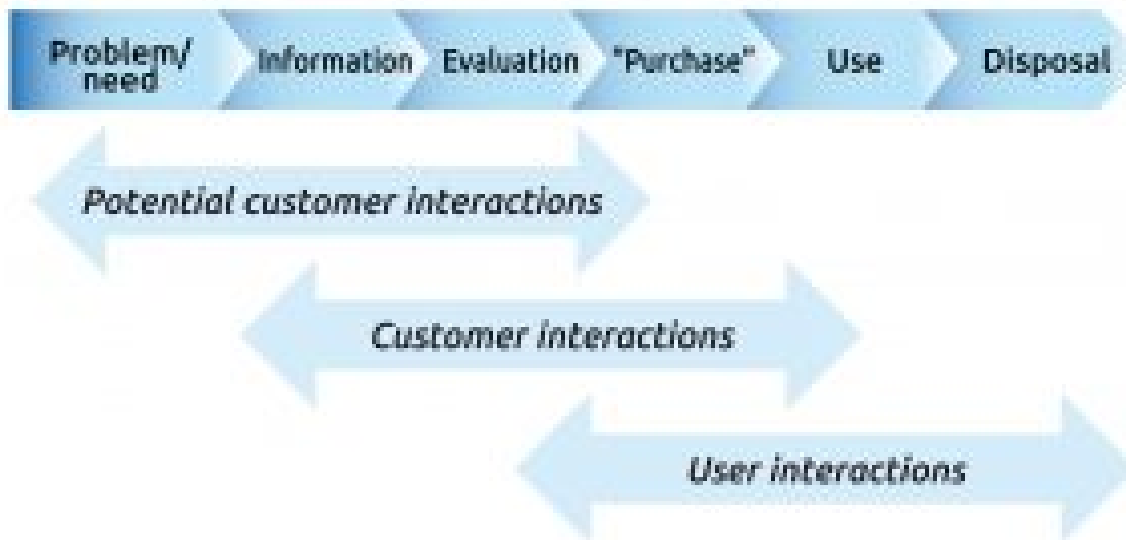 Problem/
need
Information
Evaluation
"Purchase"
Use
Disposal
Potential customer interactions
Customer interactions
User interactions